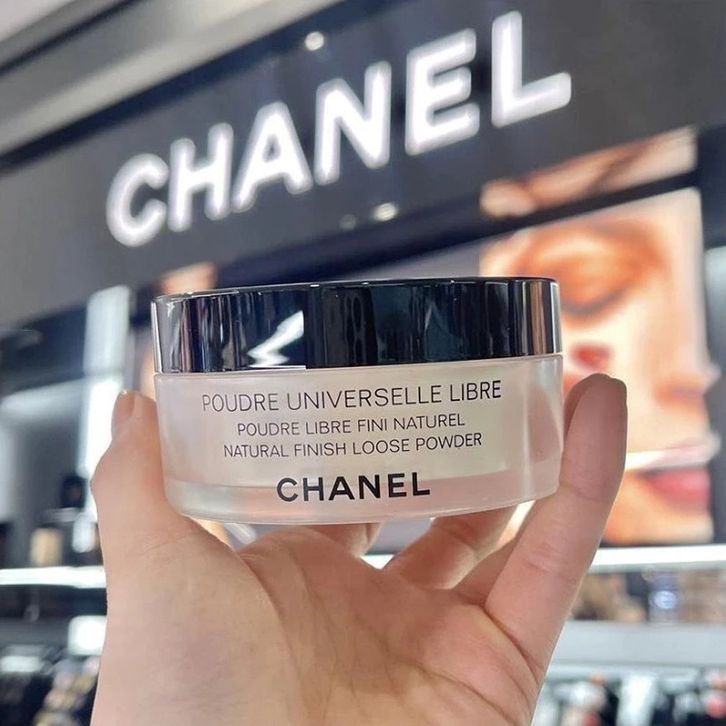 CHANEL
POUDRE UNIVERSELLE LIBRE
POUDRE LIBRE FINI NATUREL
NATURAL FINISH LOOSE POWDER
CHANEL